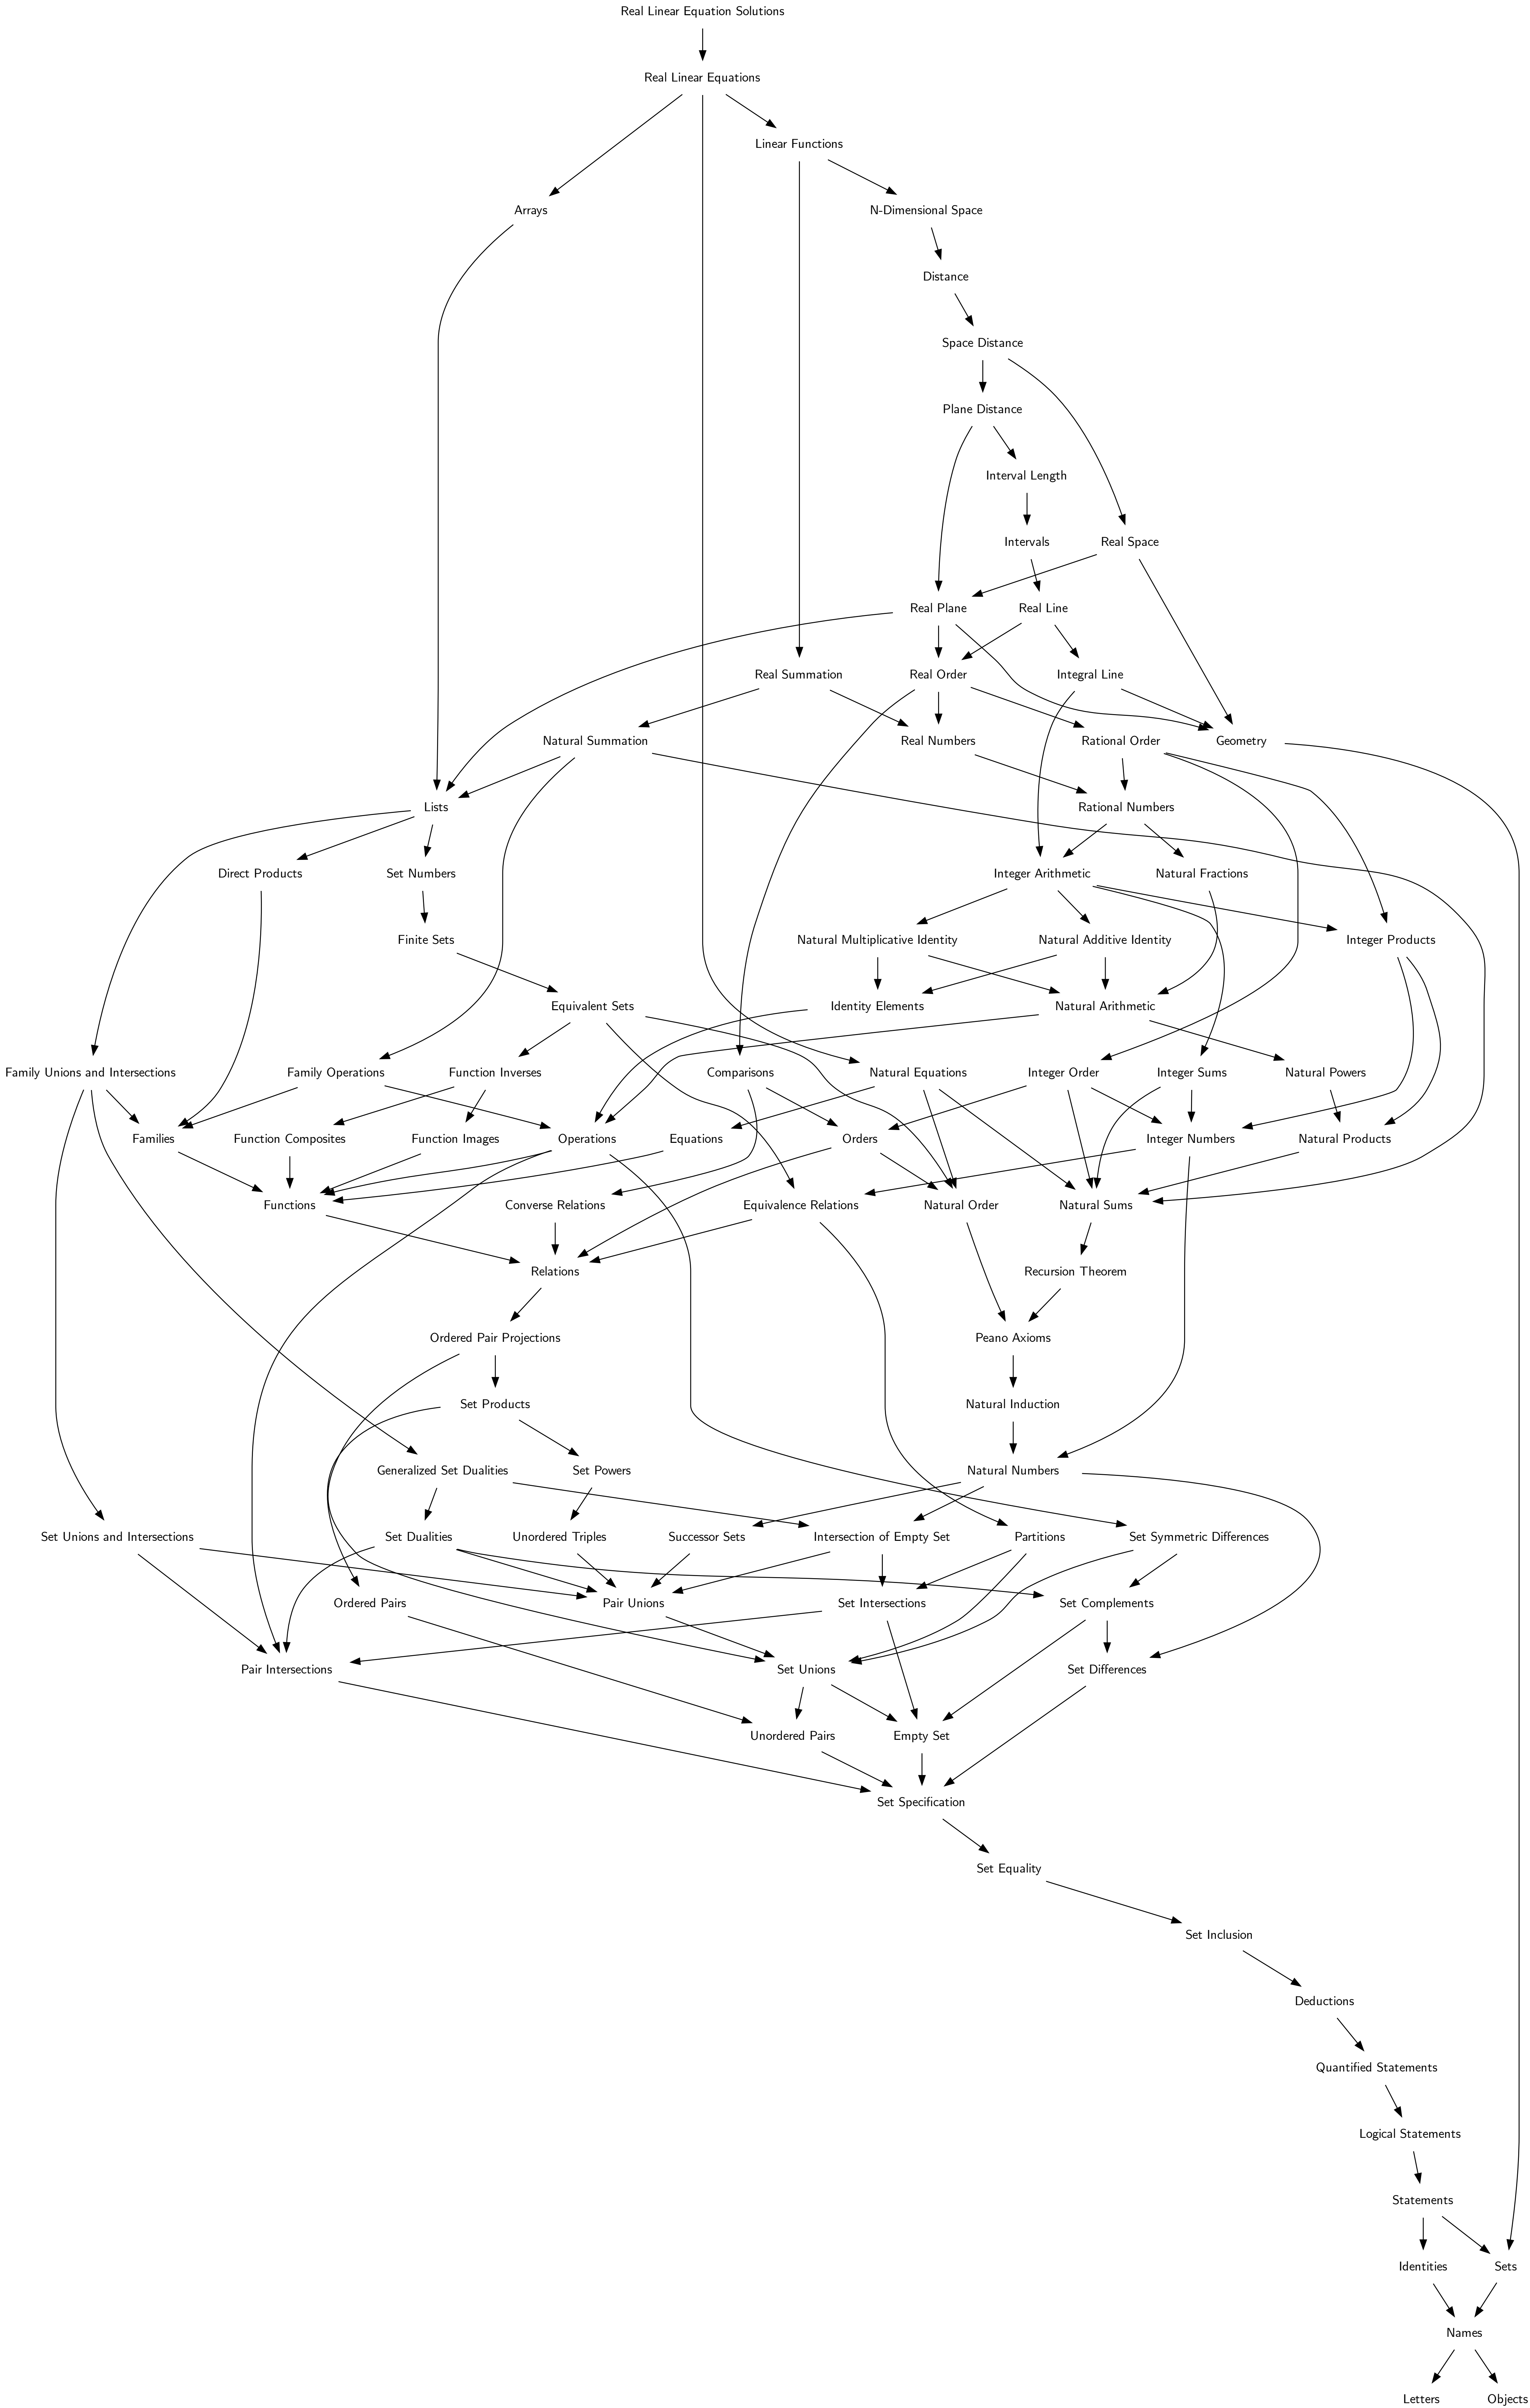 Real Linear Equation Solutions
Real Linear Equations
Linear Functions
Arrays
N-Dimensional Space
Distance
Space Distance
Plane Distance
Interval Length
Intervals
Real Space
Real Plane
Real Line
Real Summation
Real Order
Integral Line
Natural Summation
Real Numbers
Rational Order
Geometry
Lists
Rational Numbers
Direct Products
Set Numbers
Integer Arithmetic
Natural Fractions
Finite Sets
Natural Multiplicative Identity
Natural Additive Identity
Integer Products
Equivalent Sets
Identity Elements
Natural Arithmetic
Family Unions and Intersections
Family Operations
Function Inverses
Comparisons
Natural Equations
Integer Order
Integer Sums
Natural Powers
Families
Function Composites
Function Images
Operations
Equations
Orders
Integer Numbers
Natural Products
Functions
Converse Relations
Equivalence Relations
Natural Order
Natural Sums
Relations
Recursion Theorem
Ordered Pair Projections
Peano Axioms
Set Products
Natural Induction
Generalized Set Dualities
Set Powers
Natural Numbers
Set Unions and Intersections
Set Dualities
Unordered Triples
Successor Sets
Intersection of Empty Set
Partitions
Set Symmetric Differences
Ordered Pairs
Pair Unions
Set Intersections
Set Complements
Pair Intersections
Set Unions
Set Differences
Unordered Pairs
Empty Set
Set Specification
Set Equality
Set Inclusion
Deductions
Quantified Statements
Logical Statements
Statements
Identities
Sets
Names
Letters
Objects